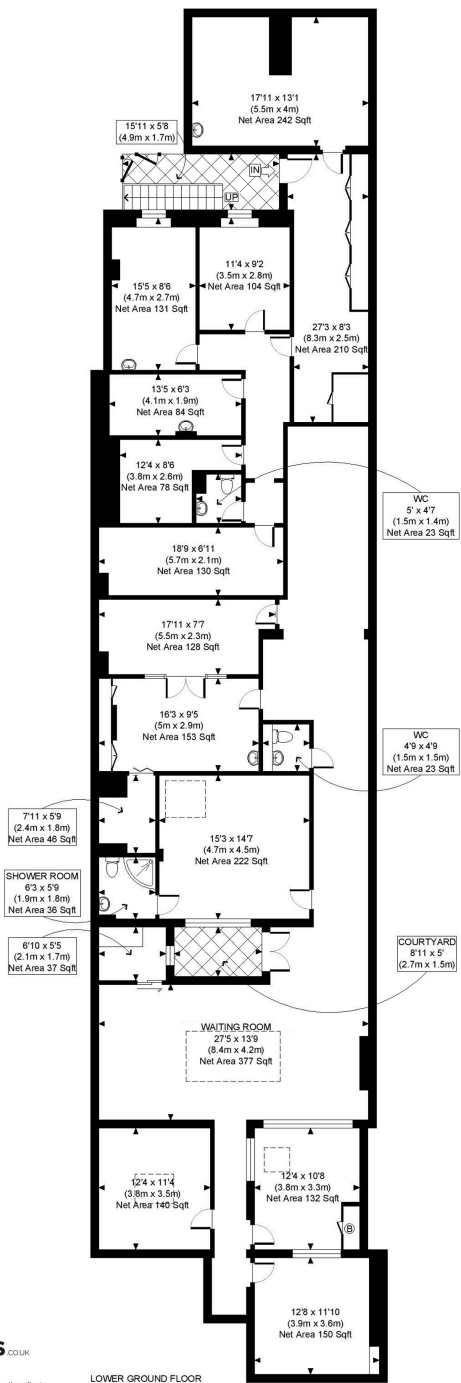 17'11 x 13'1
(5.5m x 4m)
Net Area 242 Sqft
15'11 x 5'8
(4.9m x 1.7m)
IN
UP
15'5 x 8'6
(4.7m x 2.7m)
Net Area 131 Sqft
11'4 x 9'2
(3.5m x 2.8m)
Net Area 104 Sqft
27'3 x 8'3
(8.3m x 2.5m)
Net Area 210 Sqft
13'5 x 6'3
(4.1m x 1.9m)
Net Area 84 Sqft
12'4 x 8'6
(3.8m x 2.6m)
Net Area 78 Sqft
WC
5' x 4'7
(1.5m x 1.4m)
Net Area 23 Sqft
18'9 x 6'11
(5.7m x 2.1m)
Net Area 130 Sqft
17'11 x 7'7
(5.5m x 2.3m)
Net Area 128 Sqft
16'3 x 9'5
(5m x 2.9m)
Net Area 153 Sqft
WC
4'9 x 4'9
(1.5m x 1.5m)
Net Area 23 Sqft
7'11 x 5'9
(2.4m x 1.8m)
Net Area 46 Sqft
15'3 x 14'7
(4.7m x 4.5m)
Net Area 222 Sqft
SHOWER ROOM
6'3 x 5'9
(1.9m x 1.8m)
Net Area 36 Sqft
6'10 x 5'5
(2.1m x 1.7m)
Net Area 37 Sqft
COURTYARD
8'11 x 5'
(2.7m x 1.5m)
WAITING ROOM
27'5 x 13'9
(8.4m x 4.2m)
Net Area 377 Sqft
12'4 x 11'4
(3.8m x 3.5m)
Net Area 140 Sqft
12'4 x 10'8
(3.8m x 3.3m)
Net Area 132 Sqft
B
12'8 x 11'10
(3.9m x 3.6m)
Net Area 150 Sqft
S.CO.UK
LOWER GROUND FLOOR